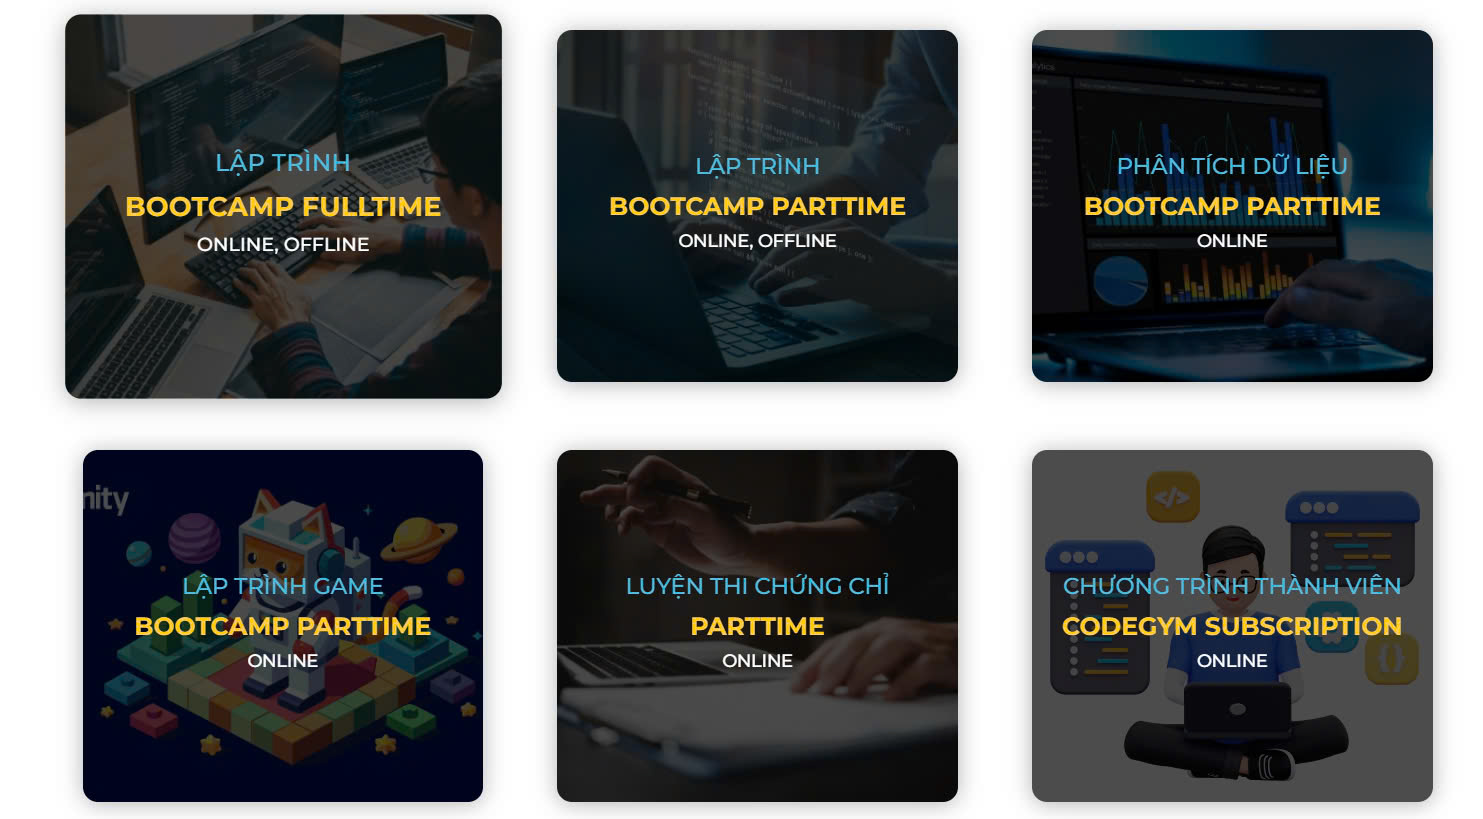 LẬP TRÌNH
BOOTCAMP FULLTIME
ONLINE, OFFLINE
LẬP TRÌNH
BOOTCAMP PARTTIME
ONLINE, OFFLINE
PHÂN TÍCH DỮ LIỆU
BOOTCAMP PARTTIME
ONLINE
nity
LẬP TRÌNH GAME
BOOTCAMP PARTTIME
ONLINE
LUYỆN THI CHỨNG CHỈ
PARTTIME
ONLINE
CHƯƠNG TRÌNH THÀNH VIÊN
CODEGYM SUBSCRIPTION
ONLINE